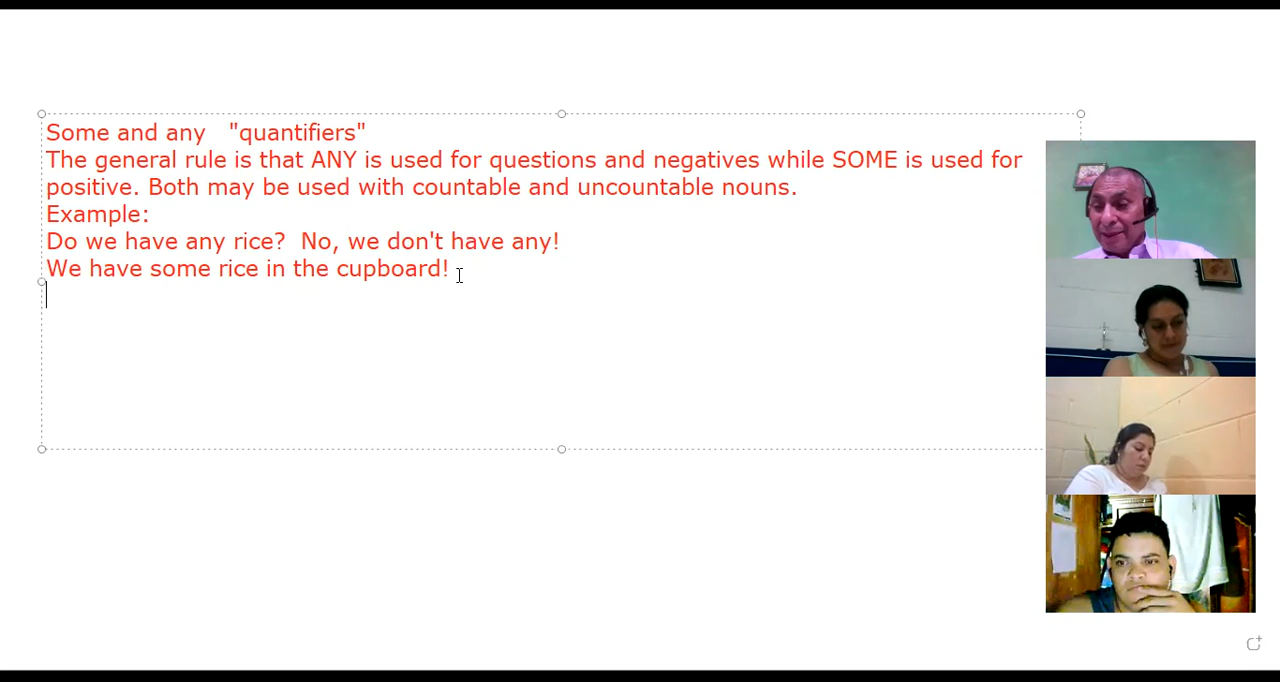 Some and any "quantifiers"
The general rule is that ANY is used for questions and negatives while SOME is used for
positive. Both may be used with countable and uncountable nouns.
Example:
Do we have any rice? No, we don't have any!
We have some rice in the cupboard!